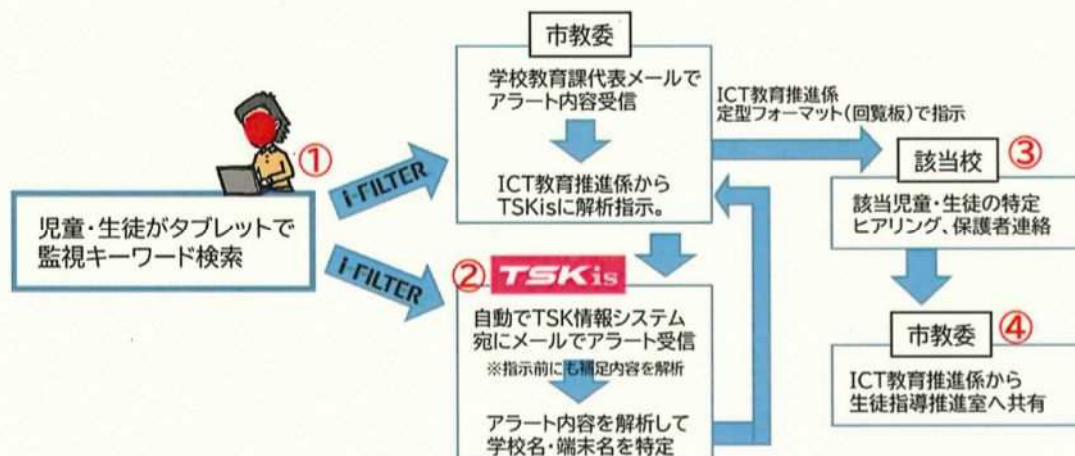 市教委
学校教育課代表メールで
アラート内容受信
ICT教育推進係から
TSKisに解析指示。
ICT教育推進係
定型フォーマット(回覧板)で指示
①
i-FILTER
児童・生徒がタブレットで
監視キーワード検索
i-FILTER
② TSKis
自動でTSK情報システム
宛にメールでアラート受信
※指示前にも補足内容を解析
アラート内容を解析して
学校名・端末名を特定
該当校 ③
該当児童・生徒の特定
ヒアリング、保護者連絡
市教委 ④
ICT教育推進係から
生徒指導推進室へ共有